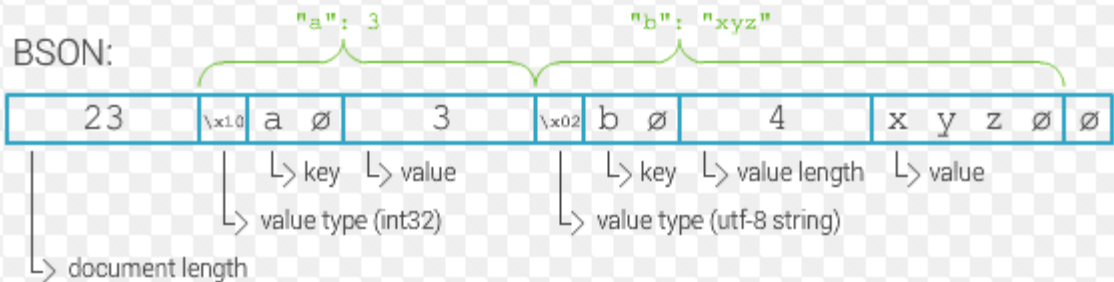 "a": 3 "b": "xyz"
BSON:
23 \x10 a ø 3 \x02 b ø 4 x y z ø ø
key value key value length value
value type (int32) value type (utf-8 string)
document length